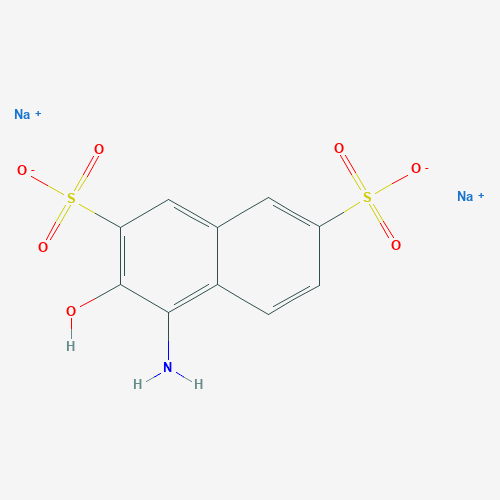 Na +
O O
O - O -
S S Na +
O O
O
H
N
H H